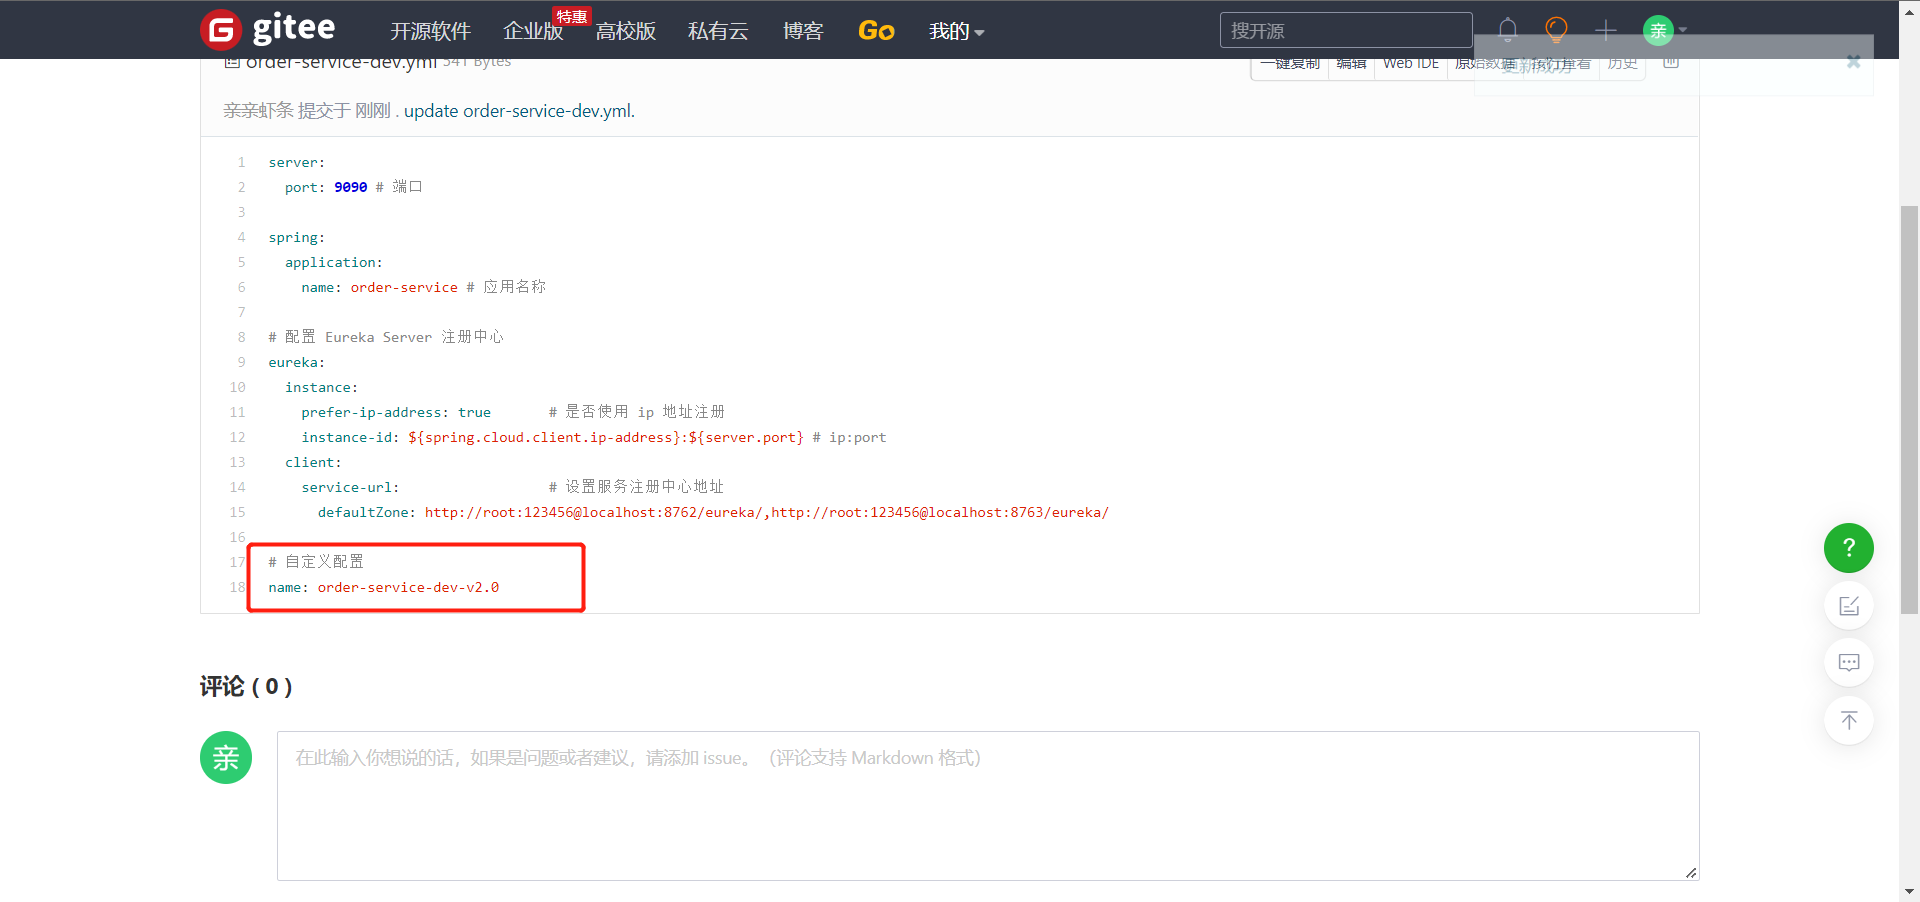 gitee 开源软件 企业版 特惠 高校版 私有云 博客 Go 我的 搜开源 亲
order-service-dev.yml 541 Bytes 一键复制 编辑 Web IDE 原始数据 按行查看 历史
更新成功
亲亲虾条 提交于 刚刚 . update order-service-dev.yml.
1 server:
2 port: 9090 # 端口
3
4 spring:
5 application:
6 name: order-service # 应用名称
7
8 # 配置 Eureka Server 注册中心
9 eureka:
10 instance:
11 prefer-ip-address: true # 是否使用 ip 地址注册
12 instance-id: ${spring.cloud.client.ip-address}:${server.port} # ip:port
13 client:
14 service-url: # 设置服务注册中心地址
15 defaultZone: http://root:123456@localhost:8762/eureka/,http://root:123456@localhost:8763/eureka/
16
17 # 自定义配置
18 name: order-service-dev-v2.0
?
评论 ( 0 )
亲 在此输入你想说的话，如果是问题或者建议，请添加 issue。（评论支持 Markdown 格式）